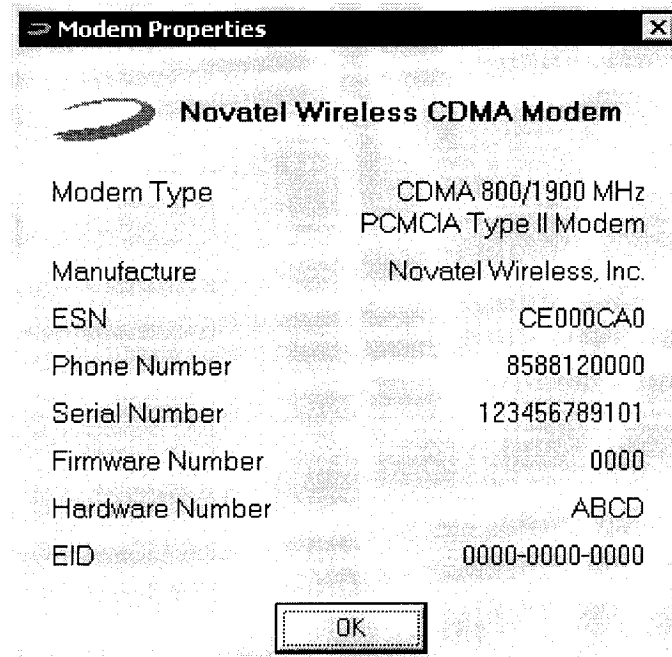 Modem Properties
Novatel Wireless CDMA Modem
Modem Type CDMA 800/1900 MHz
PCMCIA Type II Modem
Manufacture Novatel Wireless, Inc.
ESN CE000CA0
Phone Number 8588120000
Serial Number 123456789101
Firmware Number 0000
Hardware Number ABCD
EID 0000-0000-0000
OK